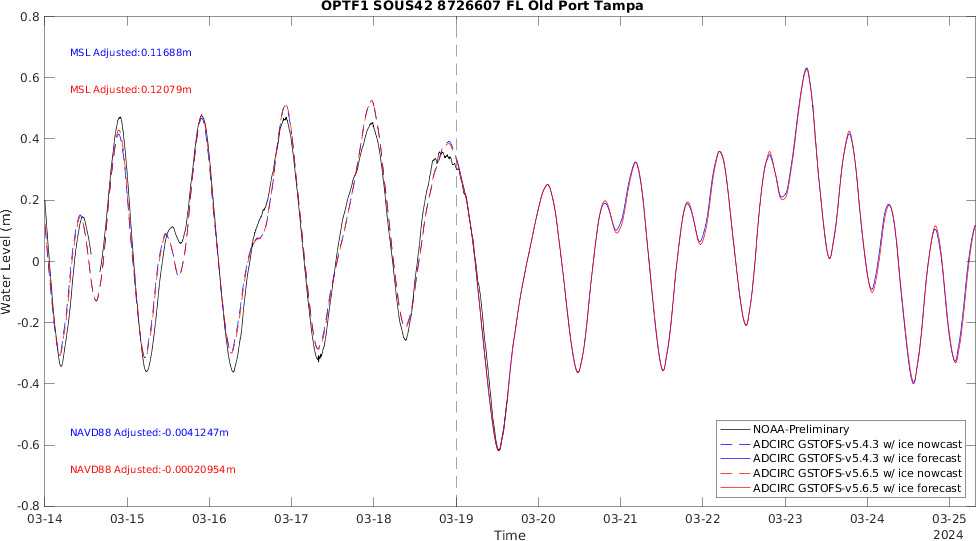 OPTF1 SOUS42 8726607 FL Old Port Tampa
0.8
0.6
0.4
0.2
0
-0.2
-0.4
-0.6
-0.8
Water Level (m)
MSL Adjusted:0.11688m
MSL Adjusted:0.12079m
NAVD88 Adjusted:-0.0041247m
NAVD88 Adjusted:-0.00020954m
NOAA-Preliminary
ADCIRC GSTOFS-v5.4.3 w/ ice nowcast
ADCIRC GSTOFS-v5.4.3 w/ ice forecast
ADCIRC GSTOFS-v5.6.5 w/ ice nowcast
ADCIRC GSTOFS-v5.6.5 w/ ice forecast
03-14 03-15 03-16 03-17 03-18 03-19 03-20 03-21 03-22 03-23 03-24 03-25
2024
Time